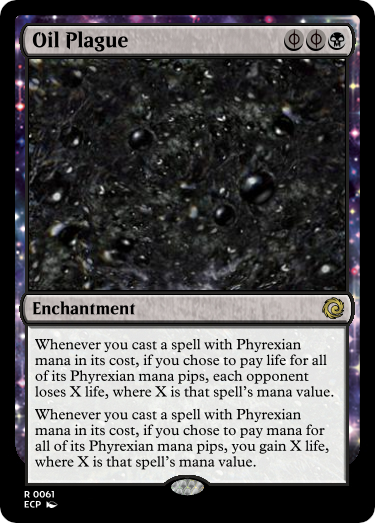 Oil Plague
Enchantment
Whenever you cast a spell with Phyrexian
mana in its cost, if you chose to pay life for all
of its Phyrexian mana pips, each opponent
loses X life, where X is that spell's mana value.
Whenever you cast a spell with Phyrexian
mana in its cost, if you chose to pay mana for
all of its Phyrexian mana pips, you gain X life,
where X is that spell's mana value.
R 0061
ECP